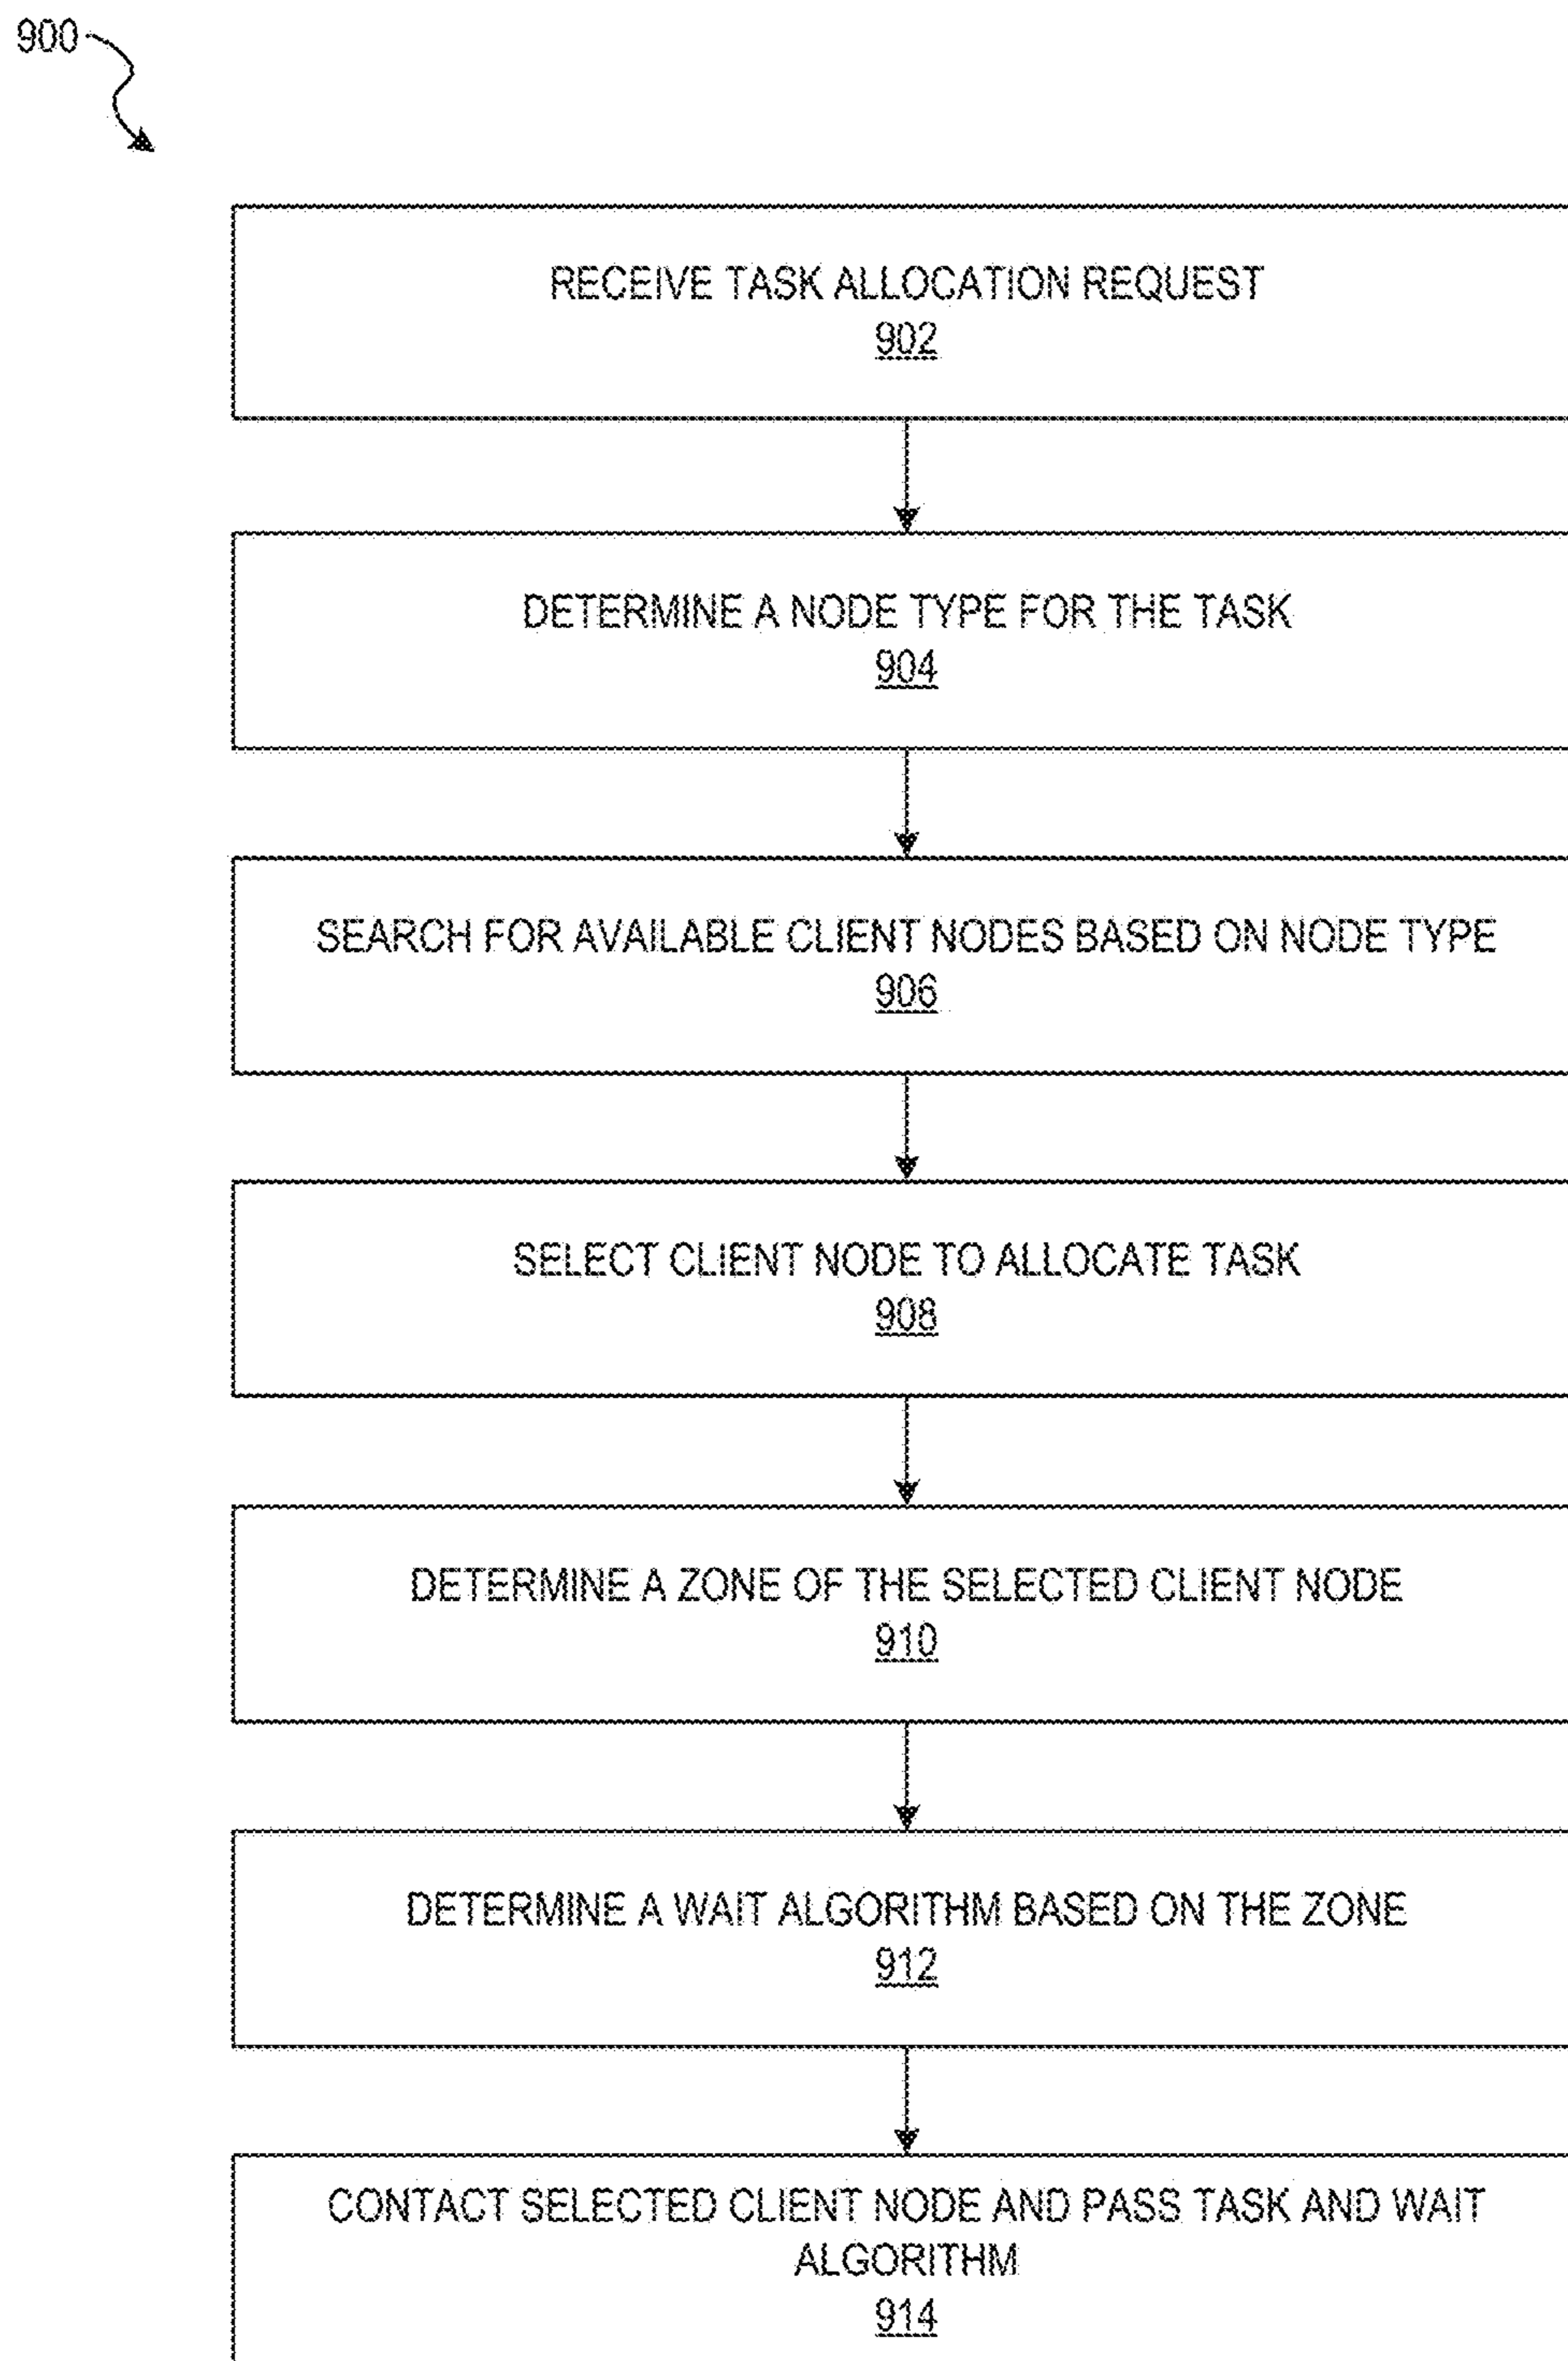 900
RECEIVE TASK ALLOCATION REQUEST
902
DETERMINE A NODE TYPE FOR THE TASK
904
SEARCH FOR AVAILABLE CLIENT NODES BASED ON NODE TYPE
906
SELECT CLIENT NODE TO ALLOCATE TASK
908
DETERMINE A ZONE OF THE SELECTED CLIENT NODE
910
DETERMINE A WAIT ALGORITHM BASED ON THE ZONE
912
CONTACT SELECTED CLIENT NODE AND PASS TASK AND WAIT
ALGORITHM
914